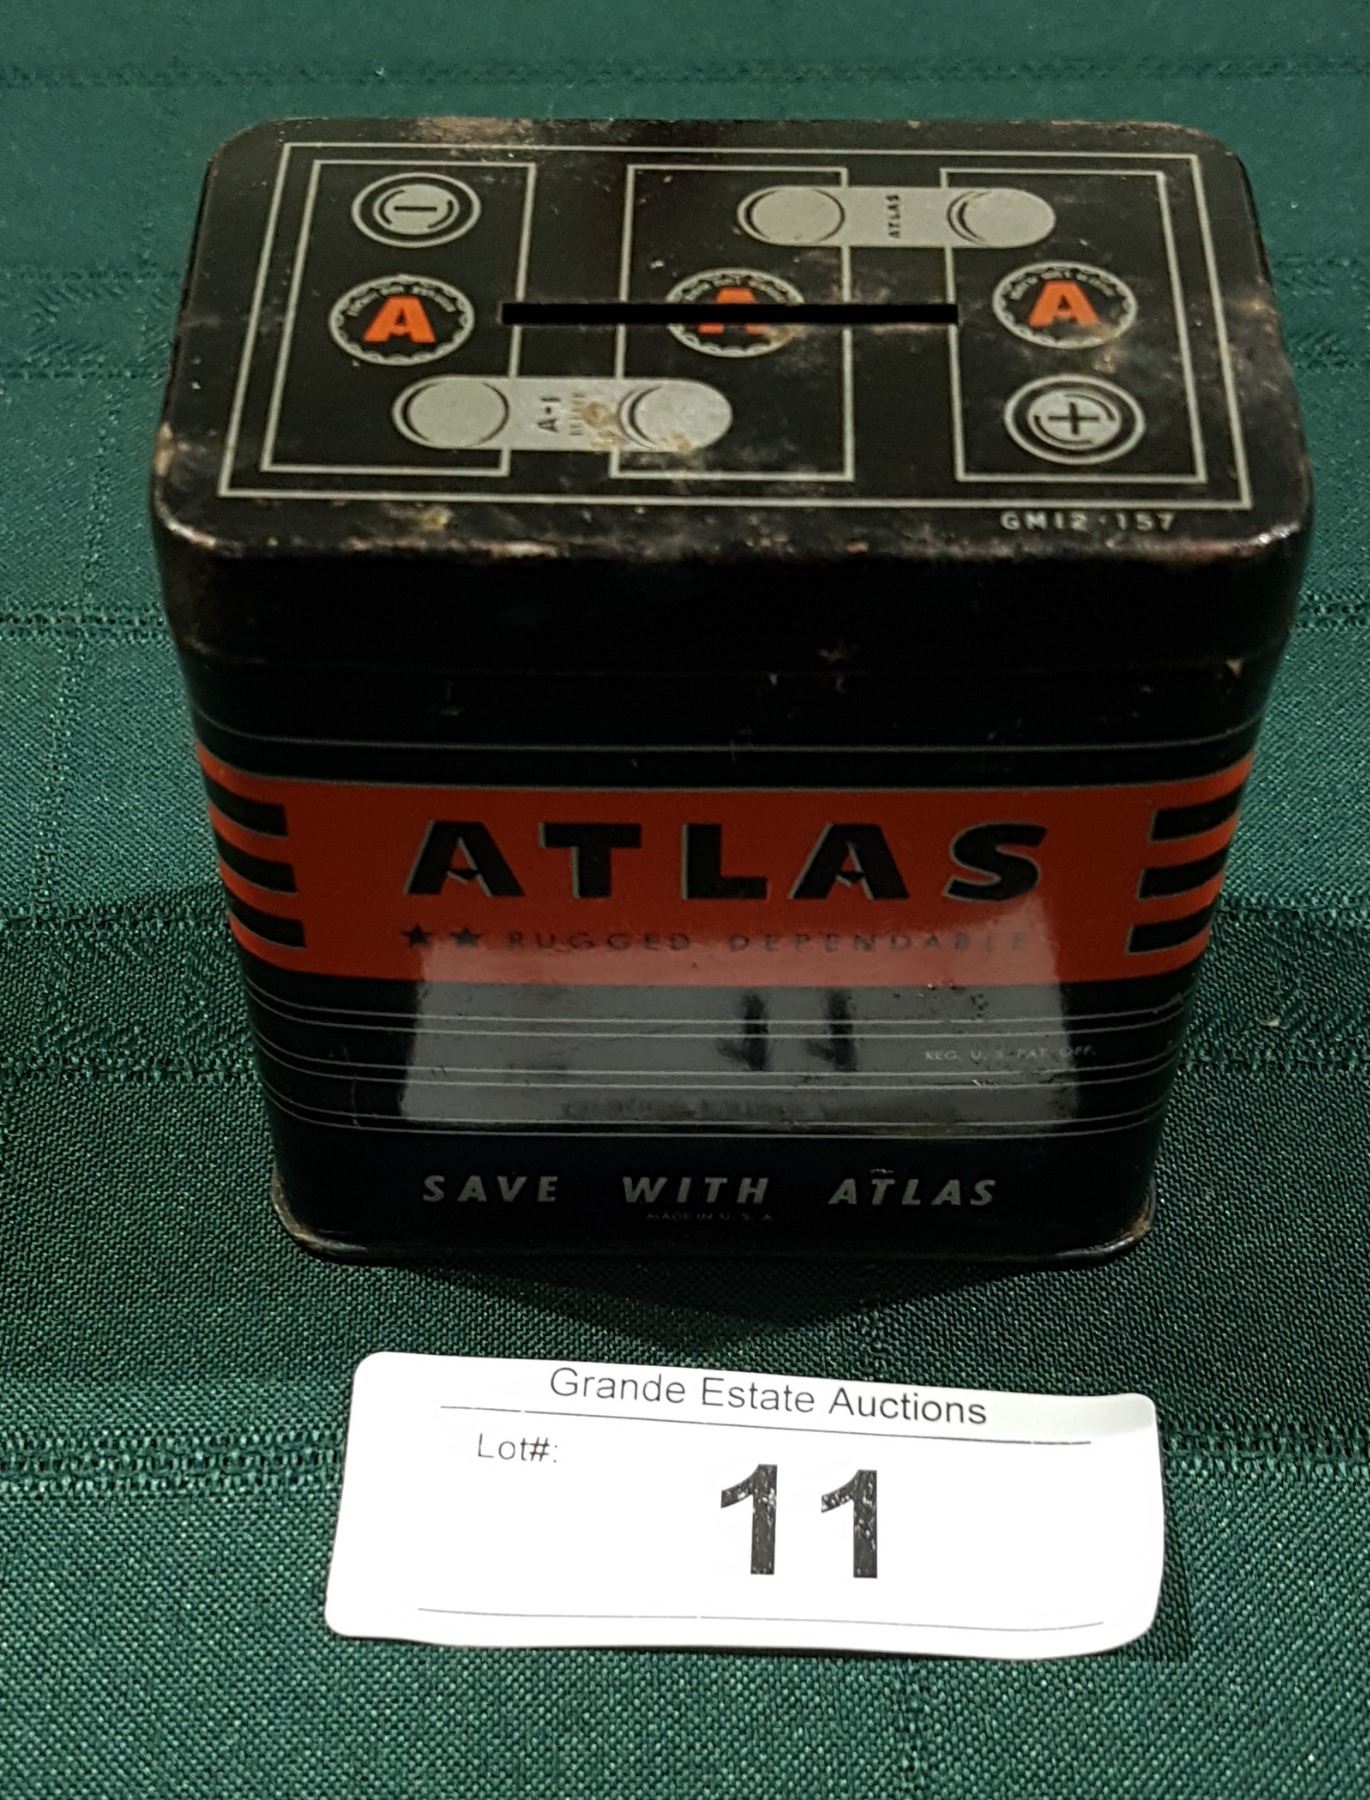 ATLAS
A
A
A
A-1
GM12-157
ATLAS
★★ RUGGED DEPENDABLE
REG. U. S. PAT. OFF.
SAVE WITH ATLAS
MADE IN U. S. A.
Grande Estate Auctions
Lot#:
11